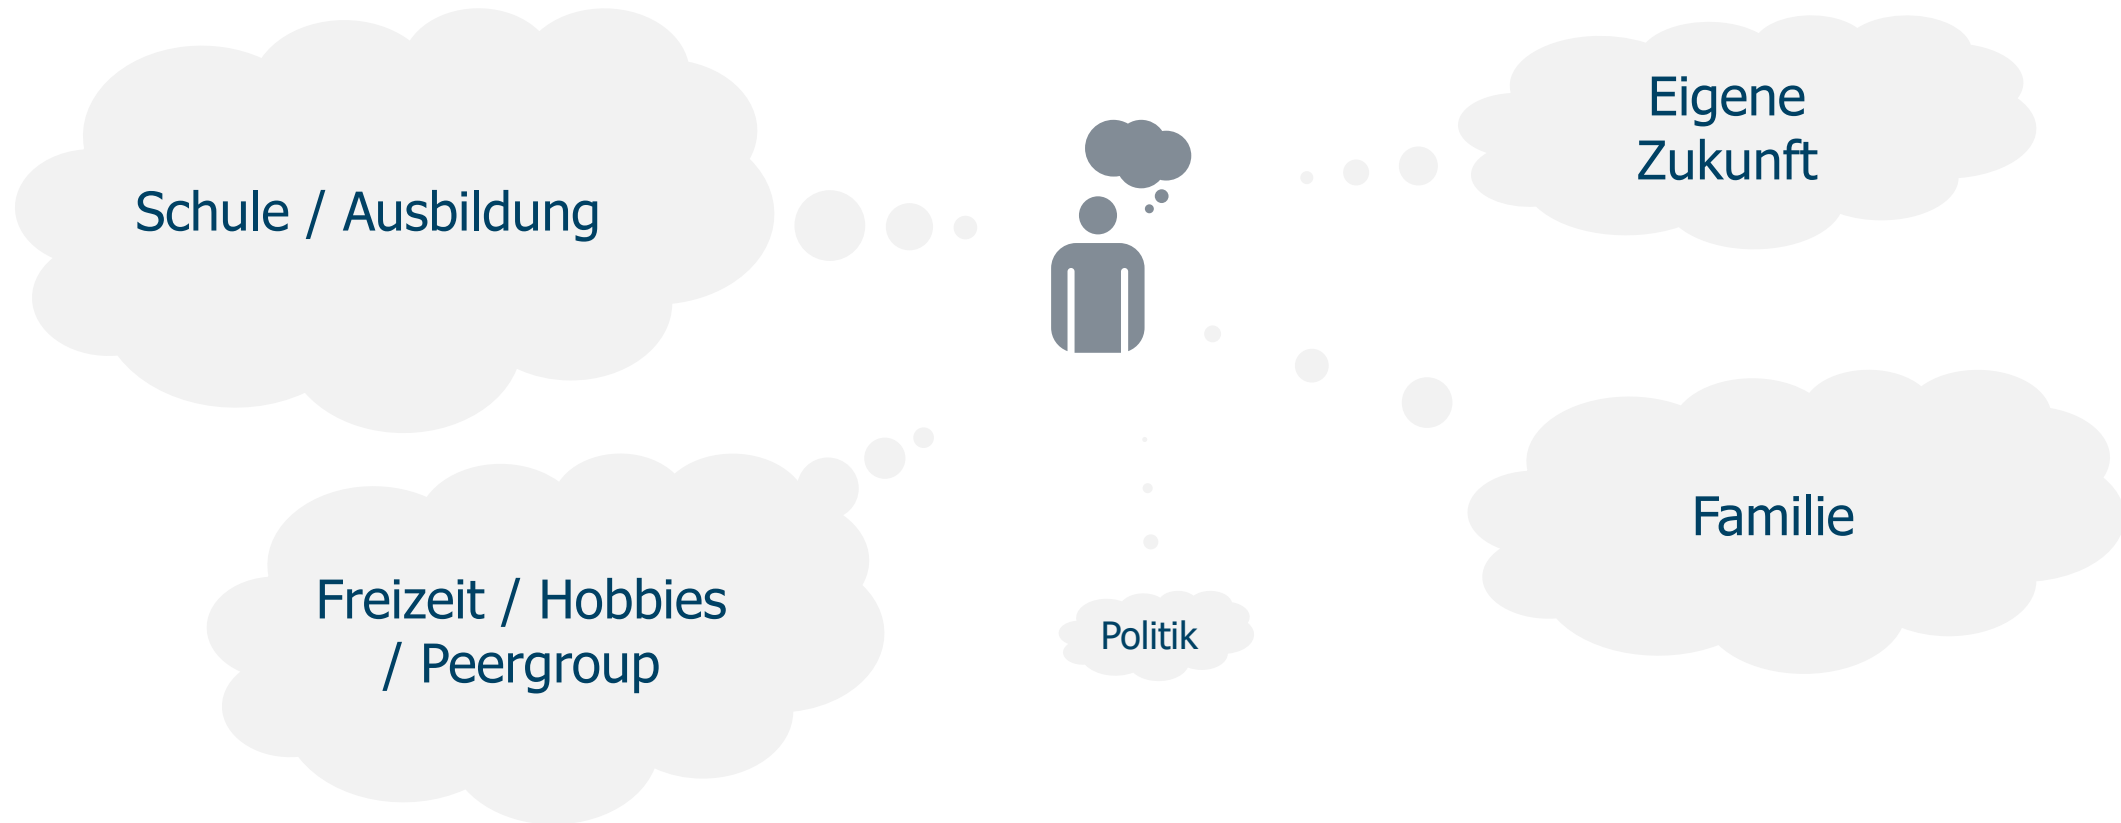 Eigene
Zukunft
Schule / Ausbildung
Familie
Freizeit / Hobbies
/ Peergroup
Politik